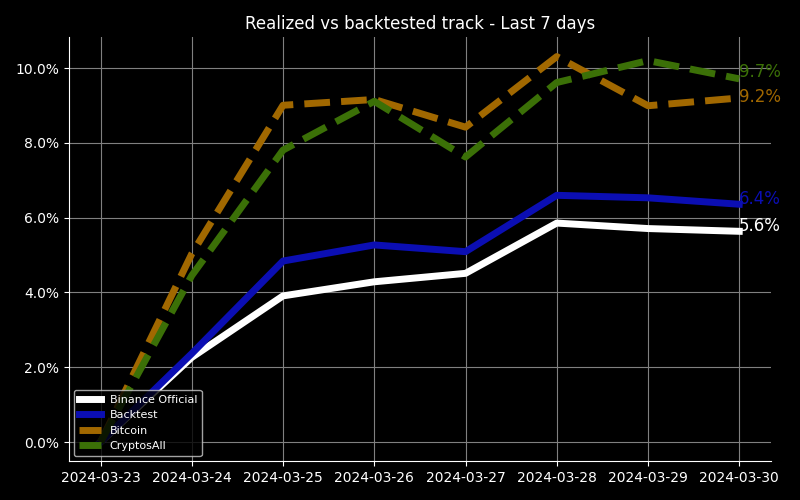 Realized vs backtested track - Last 7 days
10.0%
8.0%
6.0%
4.0%
2.0%
0.0%
9.7%
9.2%
6.4%
5.6%
Binance Official
Backtest
Bitcoin
CryptosAll
2024-03-23 2024-03-24 2024-03-25 2024-03-26 2024-03-27 2024-03-28 2024-03-29 2024-03-30